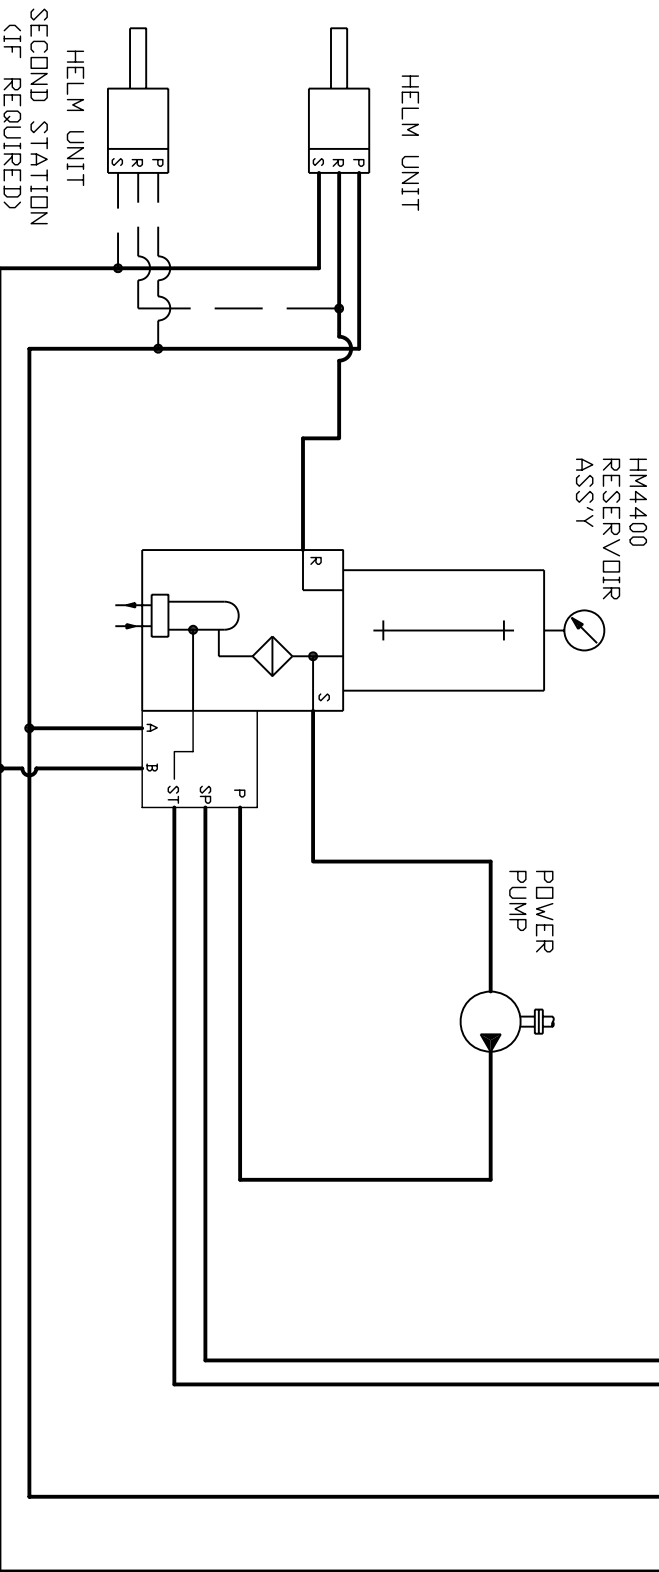 HELM UNIT
SECOND STATION
(IF REQUIRED)
P
R
S
HELM UNIT
P
R
S
HM4400
RESERVOIR
ASS'Y
R
S
A
B
P
SP
ST
POWER
PUMP